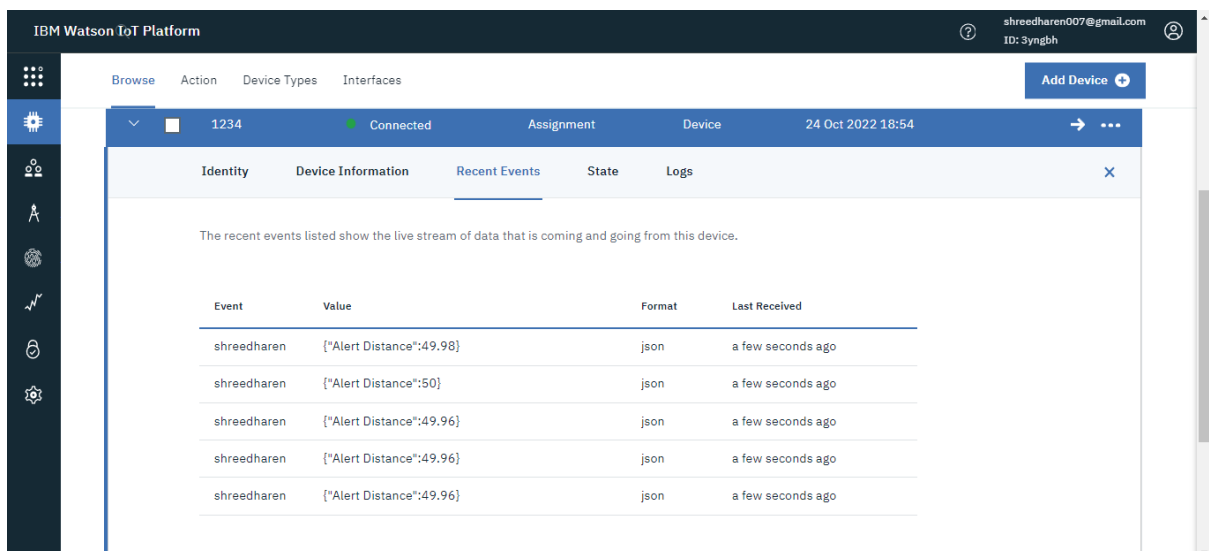 IBM Watson IoT Platform
shreedharen007@gmail.com
ID: 3yngbh
Browse Action Device Types Interfaces
Add Device
1234 Connected Assignment Device 24 Oct 2022 18:54
Identity Device Information Recent Events State Logs
The recent events listed show the live stream of data that is coming and going from this device.
Event Value Format Last Received
shreedharen {"Alert Distance":49.98} json a few seconds ago
shreedharen {"Alert Distance":50} json a few seconds ago
shreedharen {"Alert Distance":49.96} json a few seconds ago
shreedharen {"Alert Distance":49.96} json a few seconds ago
shreedharen {"Alert Distance":49.96} json a few seconds ago